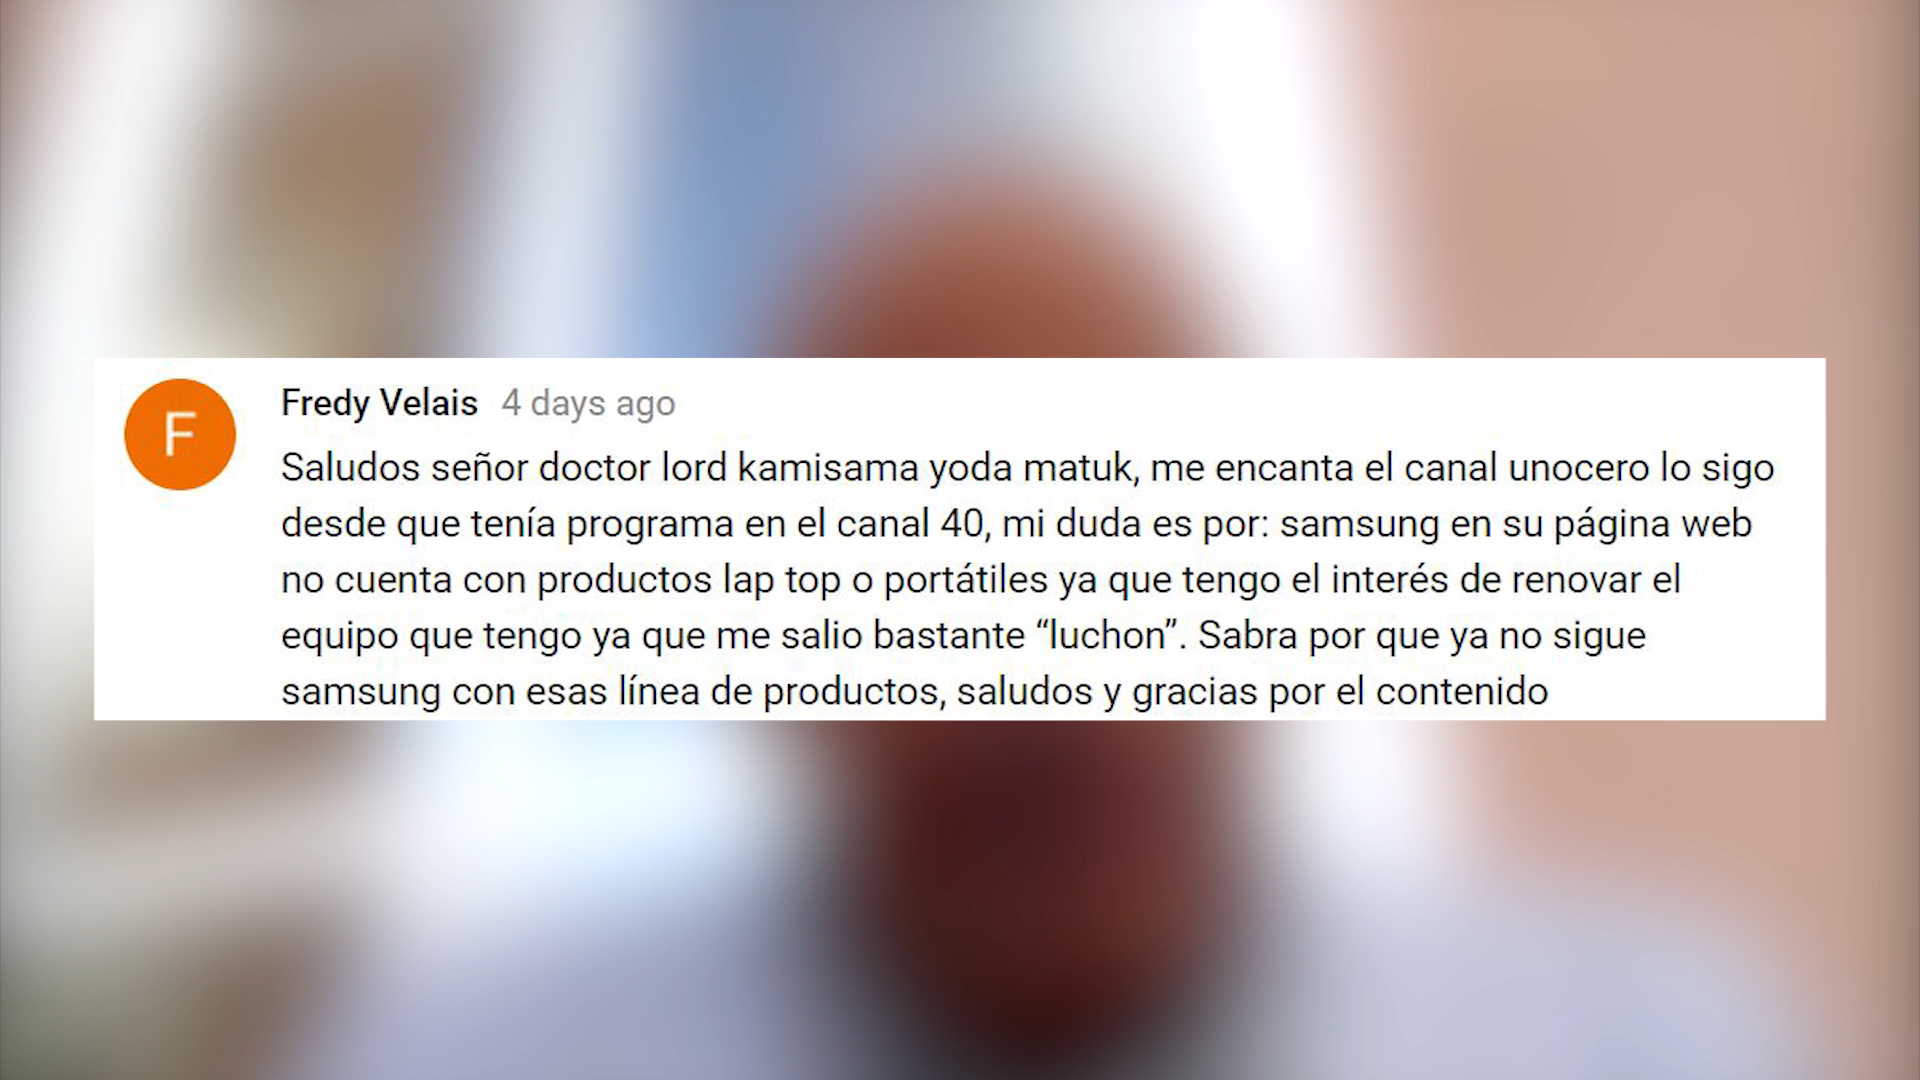 F
Fredy Velais 4 days ago
Saludos señor doctor lord kamisama yoda matuk, me encanta el canal unocero lo sigo
desde que tenía programa en el canal 40, mi duda es por: samsung en su página web
no cuenta con productos lap top o portátiles ya que tengo el interés de renovar el
equipo que tengo ya que me salio bastante “luchon”. Sabra por que ya no sigue
samsung con esas línea de productos, saludos y gracias por el contenido